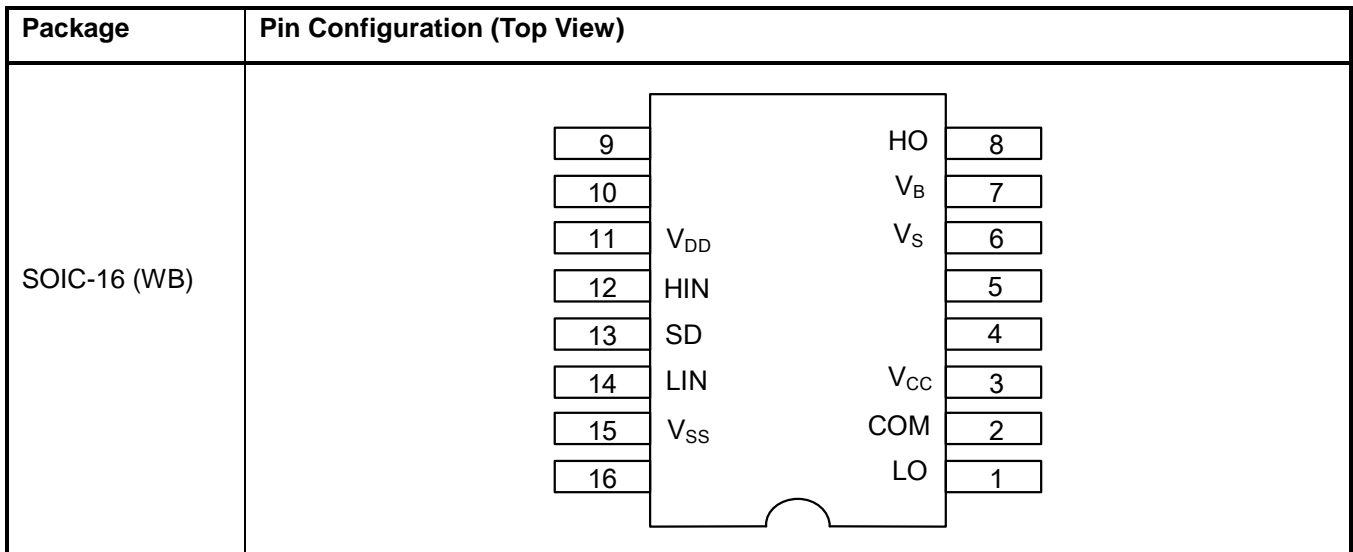 Package Pin Configuration (Top View)
SOIC-16 (WB)
9 HO 8
10 VB 7
11 VDD VS 6
12 HIN 5
13 SD 4
14 LIN VCC 3
15 VSS COM 2
16 LO 1